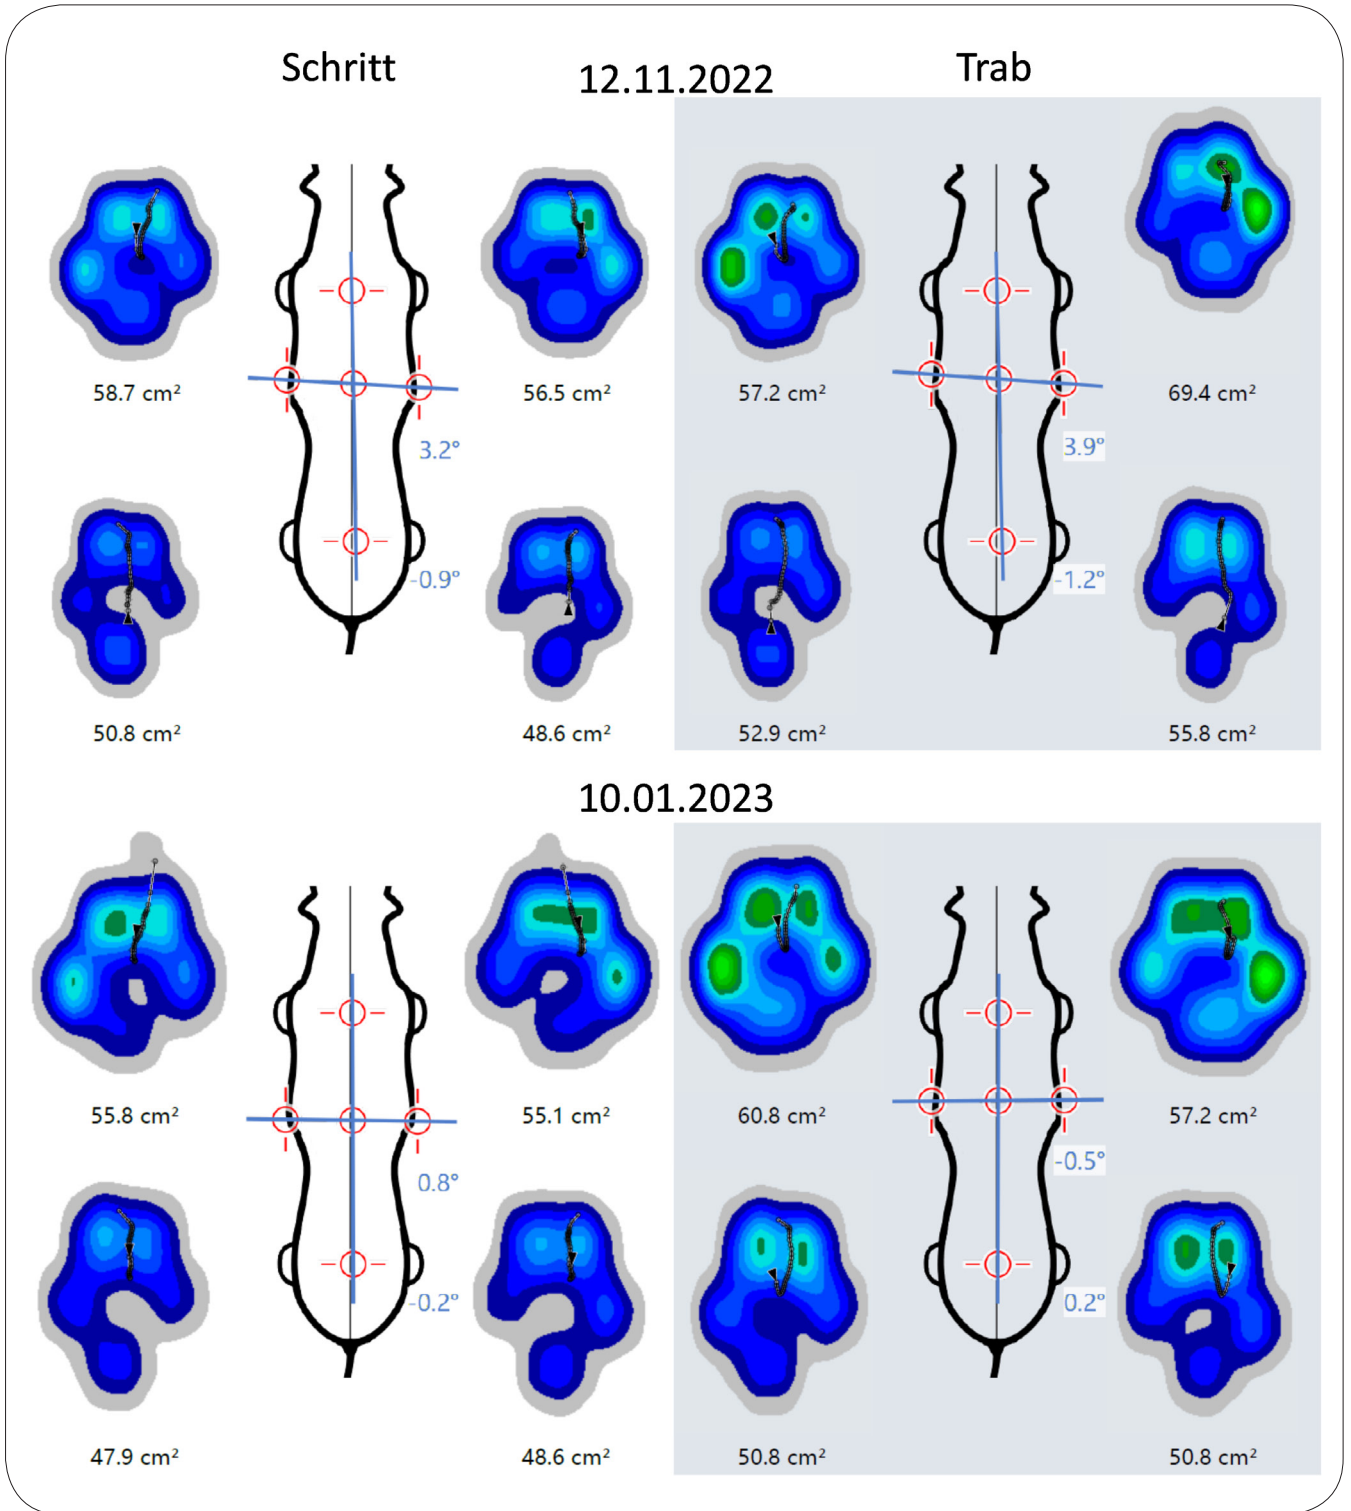 Schritt
12.11.2022
Trab
58.7 cm²
56.5 cm²
57.2 cm²
69.4 cm²
3.2°
3.9°
-0.9°
-1.2°
50.8 cm²
48.6 cm²
52.9 cm²
55.8 cm²
10.01.2023
55.8 cm²
55.1 cm²
60.8 cm²
57.2 cm²
0.8°
-0.5°
-0.2°
0.2°
47.9 cm²
48.6 cm²
50.8 cm²
50.8 cm²